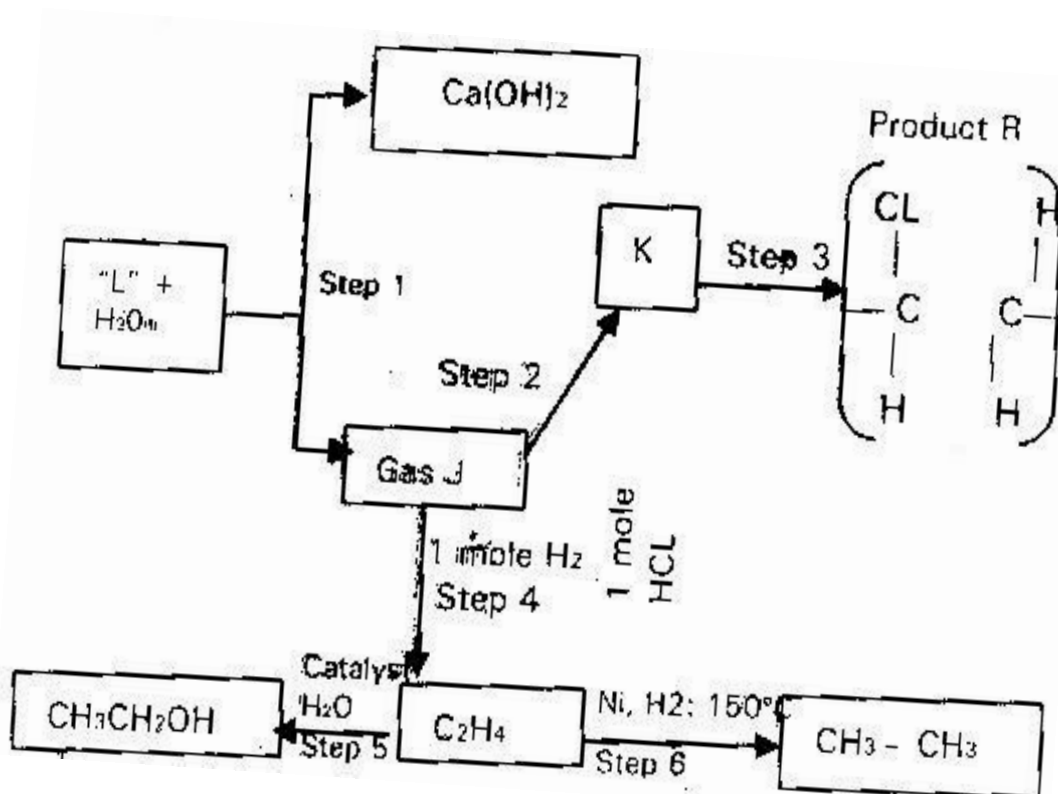 Ca(OH)2
Product R
CL
H
C
C
H
H
K
Step 3
"L" +
H2O
Step 1
Step 2
Gas J
1 mole H2
Step 4
1 mole
HCL
Catalyst
H2O
Step 5
CH3CH2OH
C2H4
Ni, H2: 150°
Step 6
CH3 - CH3